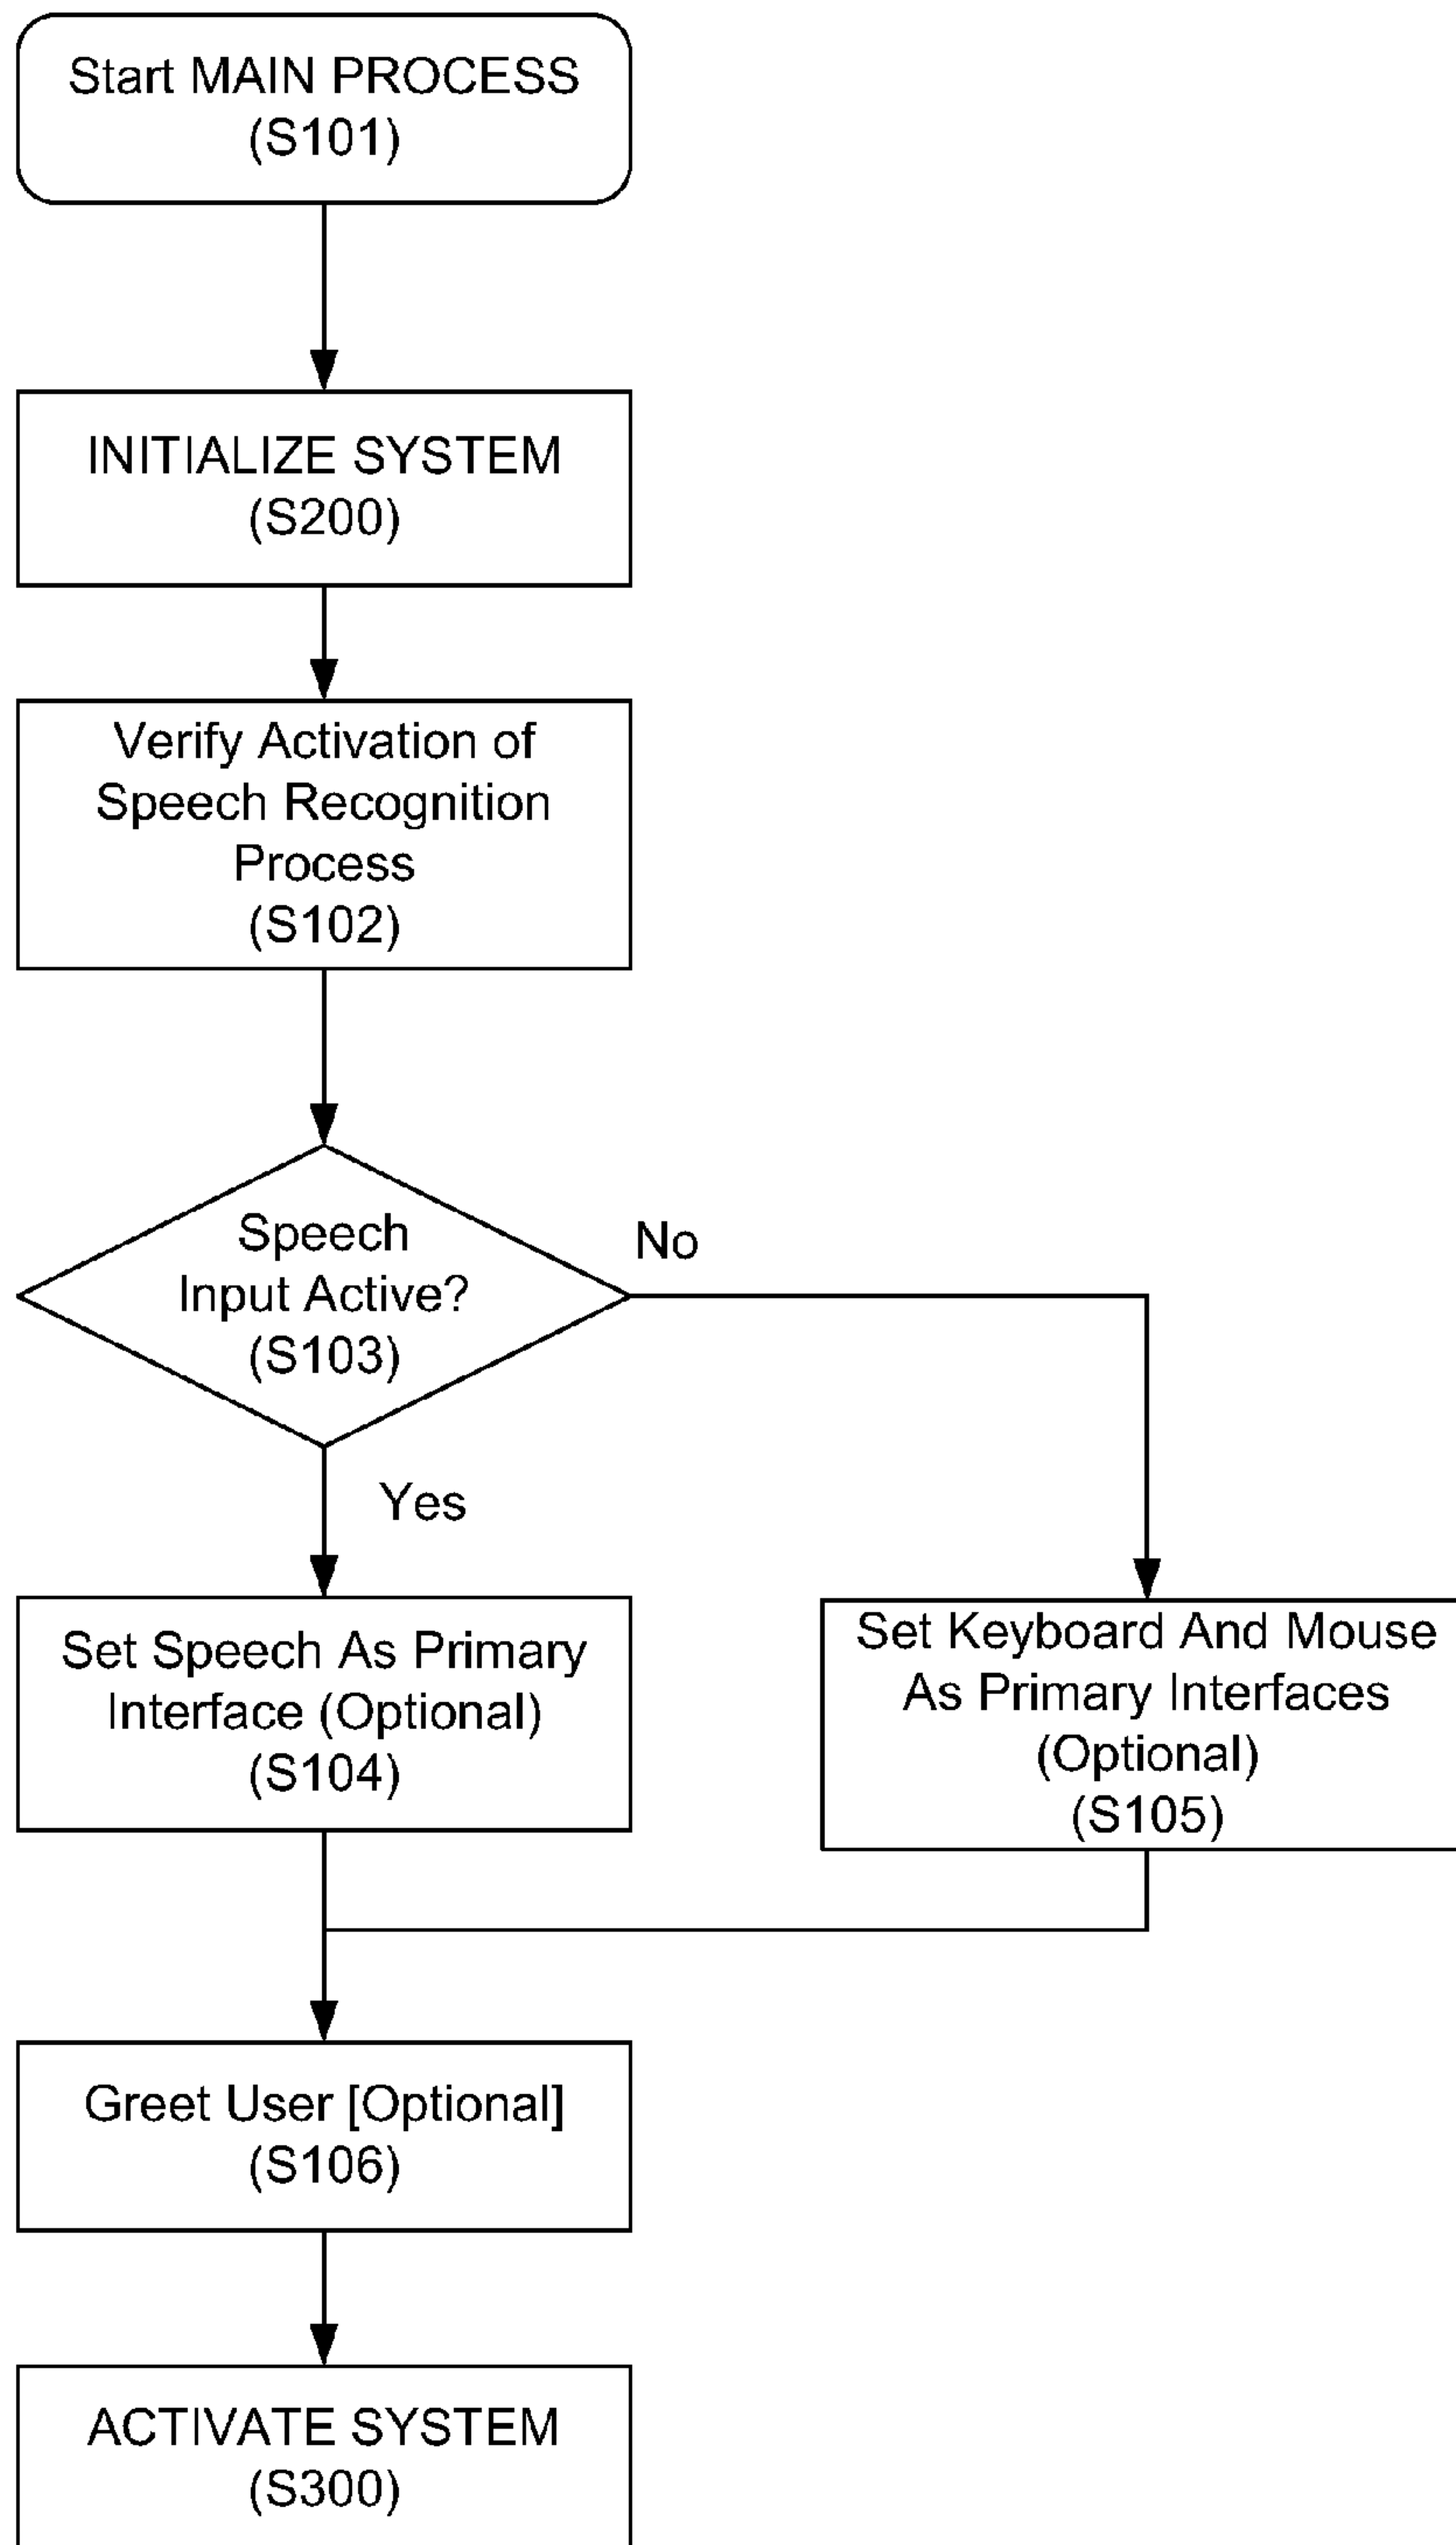 Start MAIN PROCESS
(S101)
INITIALIZE SYSTEM
(S200)
Verify Activation of
Speech Recognition
Process
(S102)
Speech
Input Active?
(S103)
No
Yes
Set Speech As Primary
Interface (Optional)
(S104)
Set Keyboard And Mouse
As Primary Interfaces
(Optional)
(S105)
Greet User [Optional]
(S106)
ACTIVATE SYSTEM
(S300)